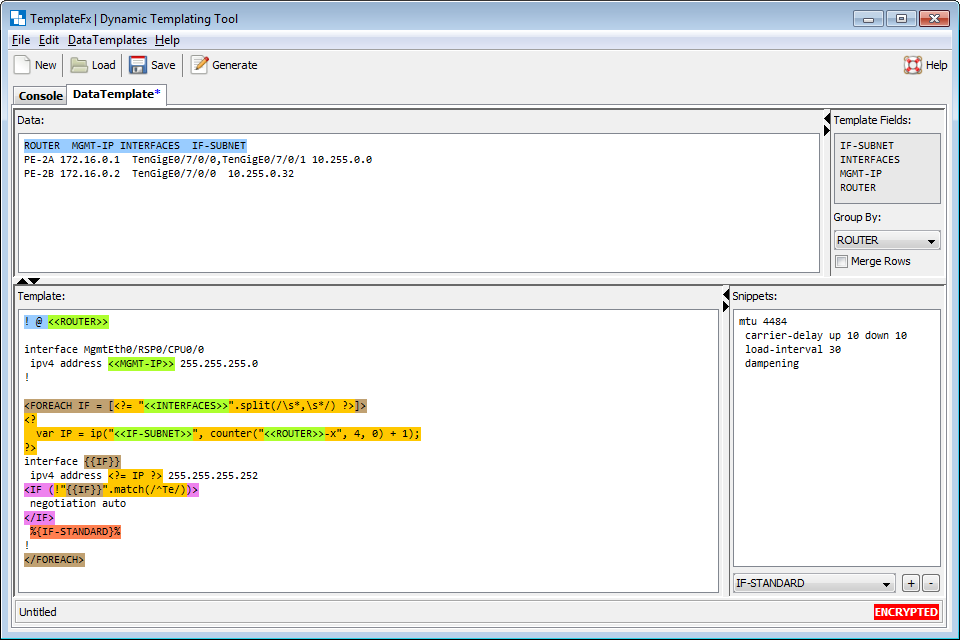 TemplateFx | Dynamic Templating Tool
File Edit DataTemplates Help
New Load Save Generate Help
Console DataTemplate*
Data:
ROUTER  MGMT-IP INTERFACES  IF-SUBNET
PE-2A 172.16.0.1  TenGigE0/7/0/0,TenGigE0/7/0/1 10.255.0.0
PE-2B 172.16.0.2  TenGigE0/7/0/0  10.255.0.32
Template Fields:
IF-SUBNET
INTERFACES
MGMT-IP
ROUTER
Group By:
ROUTER
Merge Rows
Template:
! @ <<ROUTER>>
interface MgmtEth0/RSP0/CPU0/0
 ipv4 address <<MGMT-IP>> 255.255.255.0
!
<FOREACH IF = [<?= "<<INTERFACES>>".split(/\s*,\s*/) ?>]>
<?
  var IP = ip("<<IF-SUBNET>>", counter("<<ROUTER>>-x", 4, 0) + 1);
?>
interface {{IF}}
 ipv4 address <?= IP ?> 255.255.255.252
<IF (!"{{IF}}".match(/^Te/))>
 negotiation auto
</IF>
 %{IF-STANDARD}%
!
</FOREACH>
Snippets:
mtu 4484
 carrier-delay up 10 down 10
 load-interval 30
 dampening
IF-STANDARD + -
Untitled
ENCRYPTED